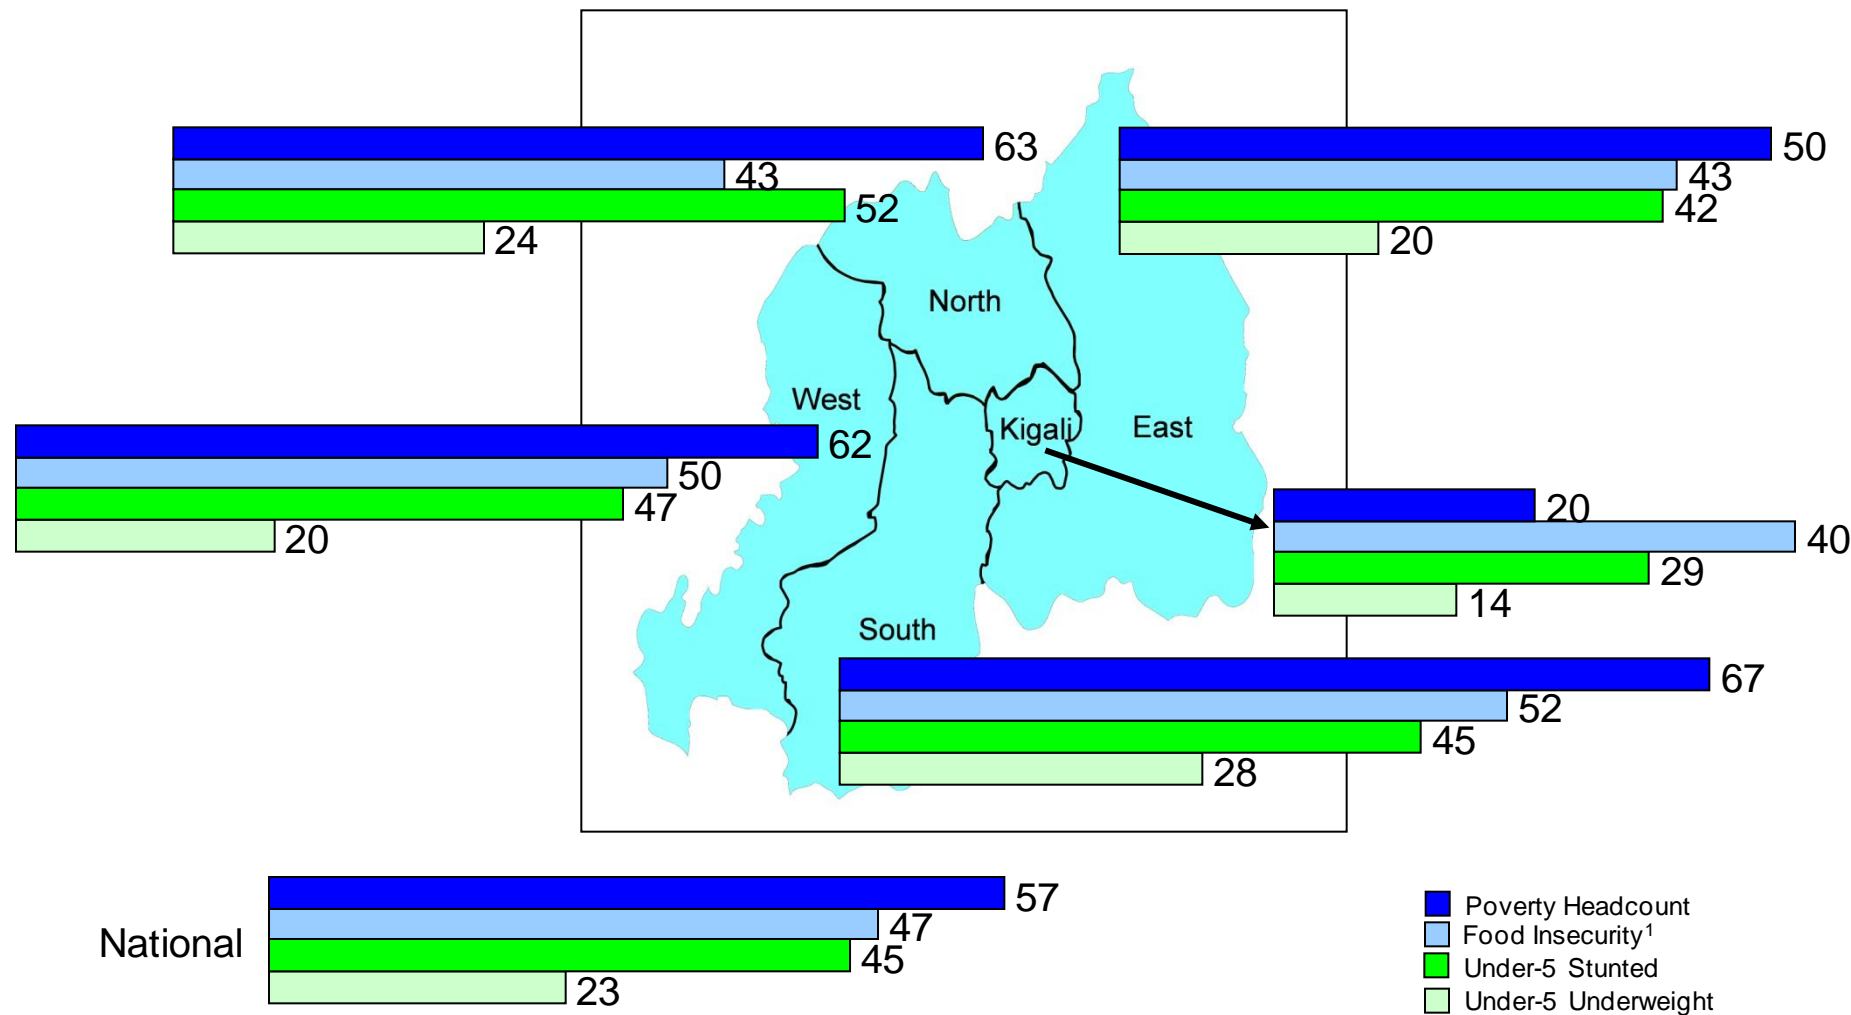 63
43
52
24
50
43
42
20
North
West
Kigali
East
62
50
47
20
20
40
29
14
South
67
52
45
28
National
57
47
45
23
Poverty Headcount
Food Insecurity¹
Under-5 Stunted
Under-5 Underweight